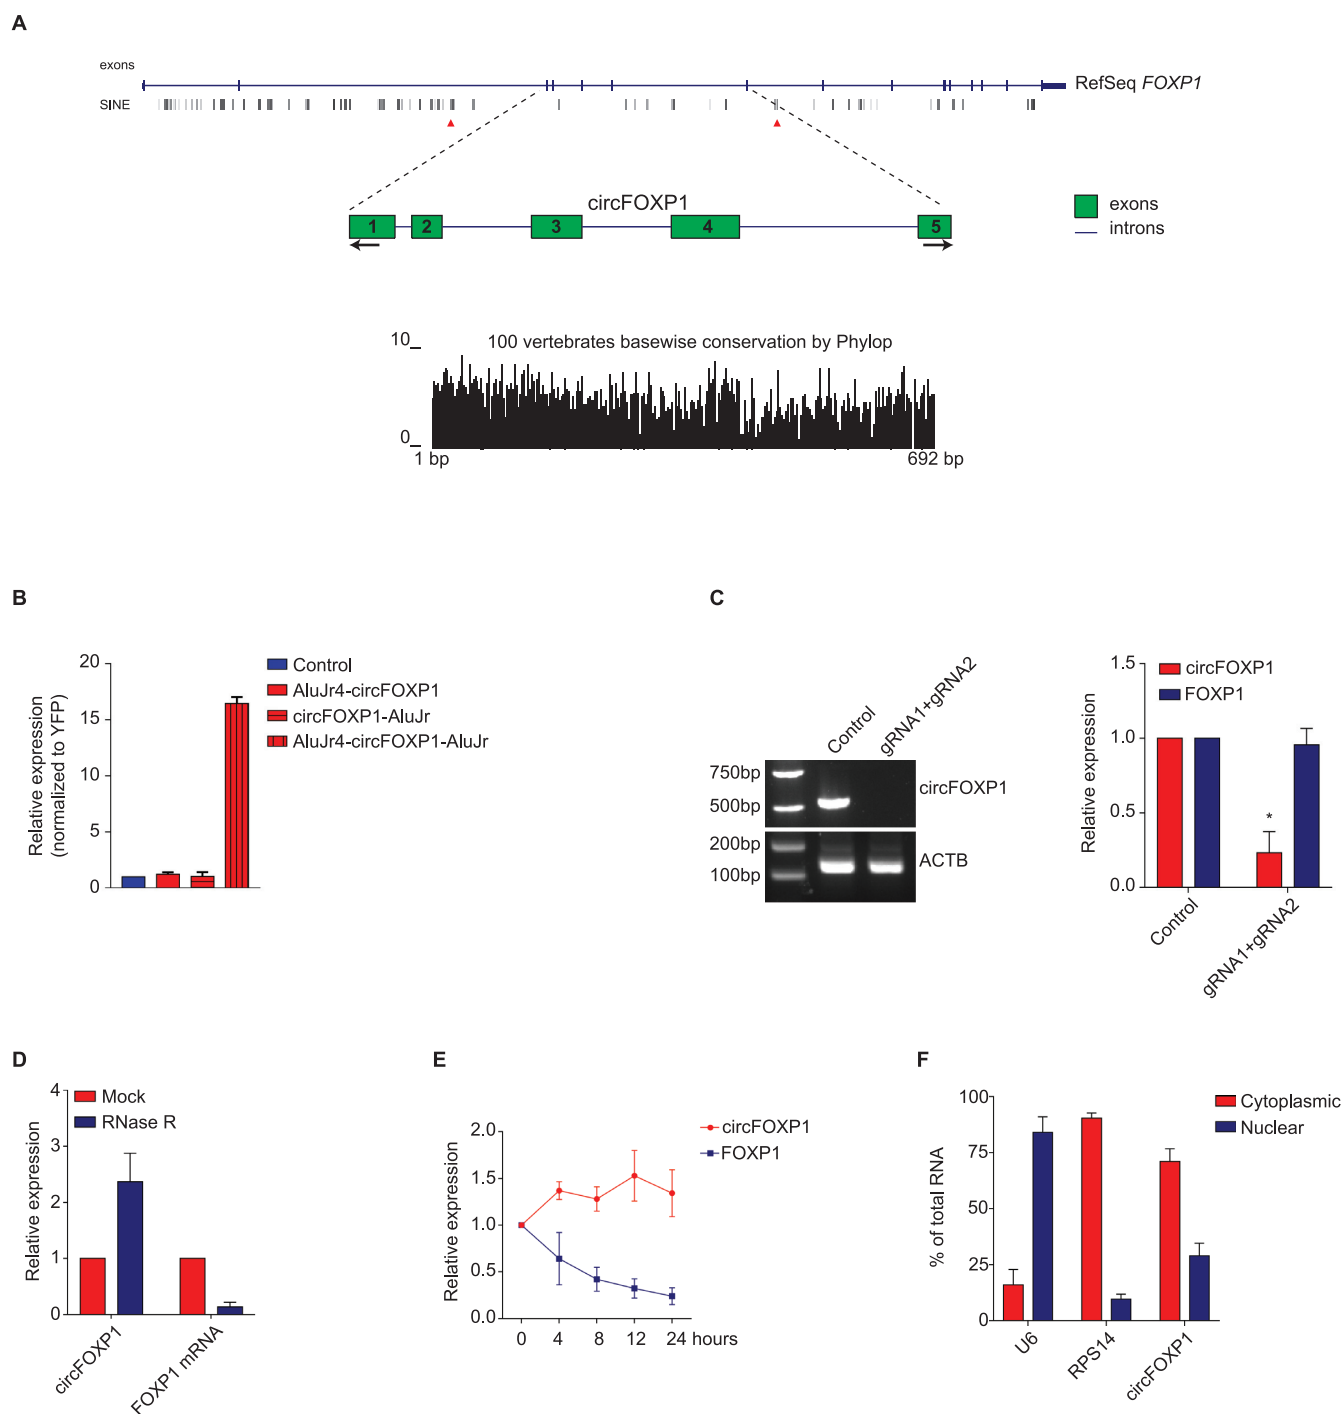 A
exons
RefSeq FOXP1
SINE
circFOXP1
1 2 3 4 5
exons
introns
100 vertebrates basewise conservation by Phylop
10
0
1 bp
692 bp
B
Relative expression
(normalized to YFP)
20
15
10
5
0
Control
AluJr4-circFOXP1
circFOXP1-AluJr
AluJr4-circFOXP1-AluJr
C
Control
gRNA1+gRNA2
750bp
500bp
circFOXP1
200bp
100bp
ACTB
Relative expression
1.5
1.0
0.5
0.0
circFOXP1
FOXP1
*
Control
gRNA1+gRNA2
D
Relative expression
4
3
2
1
0
Mock
RNase R
circFOXP1
FOXP1 mRNA
E
Relative expression
2.0
1.5
1.0
0.5
0.0
circFOXP1
FOXP1
0 4 8 12 24 hours
F
% of total RNA
100
75
50
25
0
Cytoplasmic
Nuclear
U6
RPS14
circFOXP1